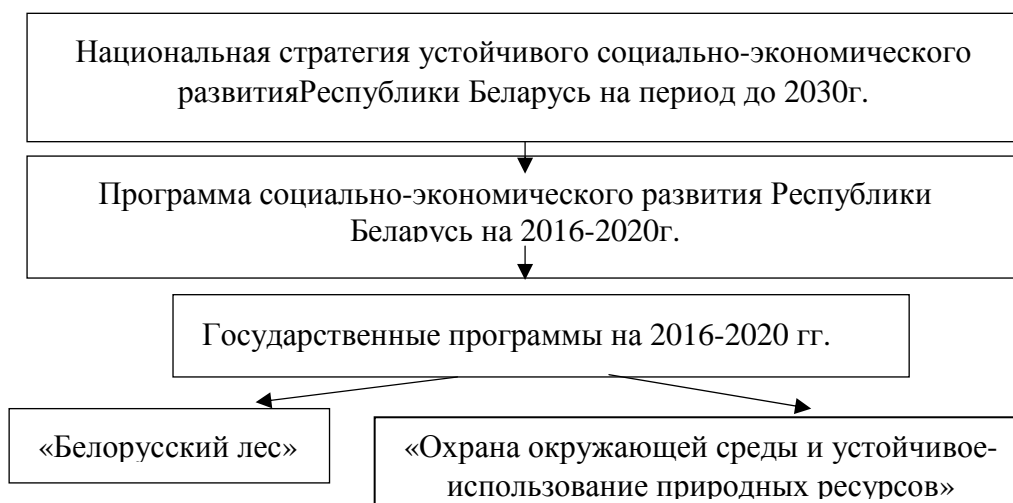 Национальная стратегия устойчивого социально-экономического
развитияРеспублики Беларусь на период до 2030г.
Программа социально-экономического развития Республики
Беларусь на 2016-2020г.
Государственные программы на 2016-2020 гг.
«Белорусский лес»
«Охрана окружающей среды и устойчивое-
использование природных ресурсов»